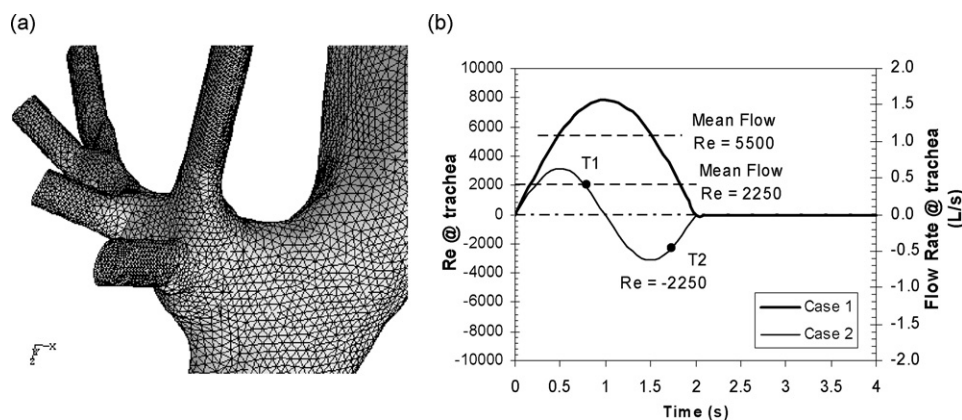 (a)
(b)
10000
8000
6000
4000
2000
0
-2000
-4000
-6000
-8000
-10000
Re @ trachea
Mean Flow
Re = 5500
T1
Mean Flow
Re = 2250
T2
Re = -2250
Case 1
Case 2
2.0
1.5
1.0
0.5
0.0
-0.5
-1.0
-1.5
-2.0
Flow Rate @ trachea
(L/s)
0 0.5 1 1.5 2 2.5 3 3.5 4
Time (s)